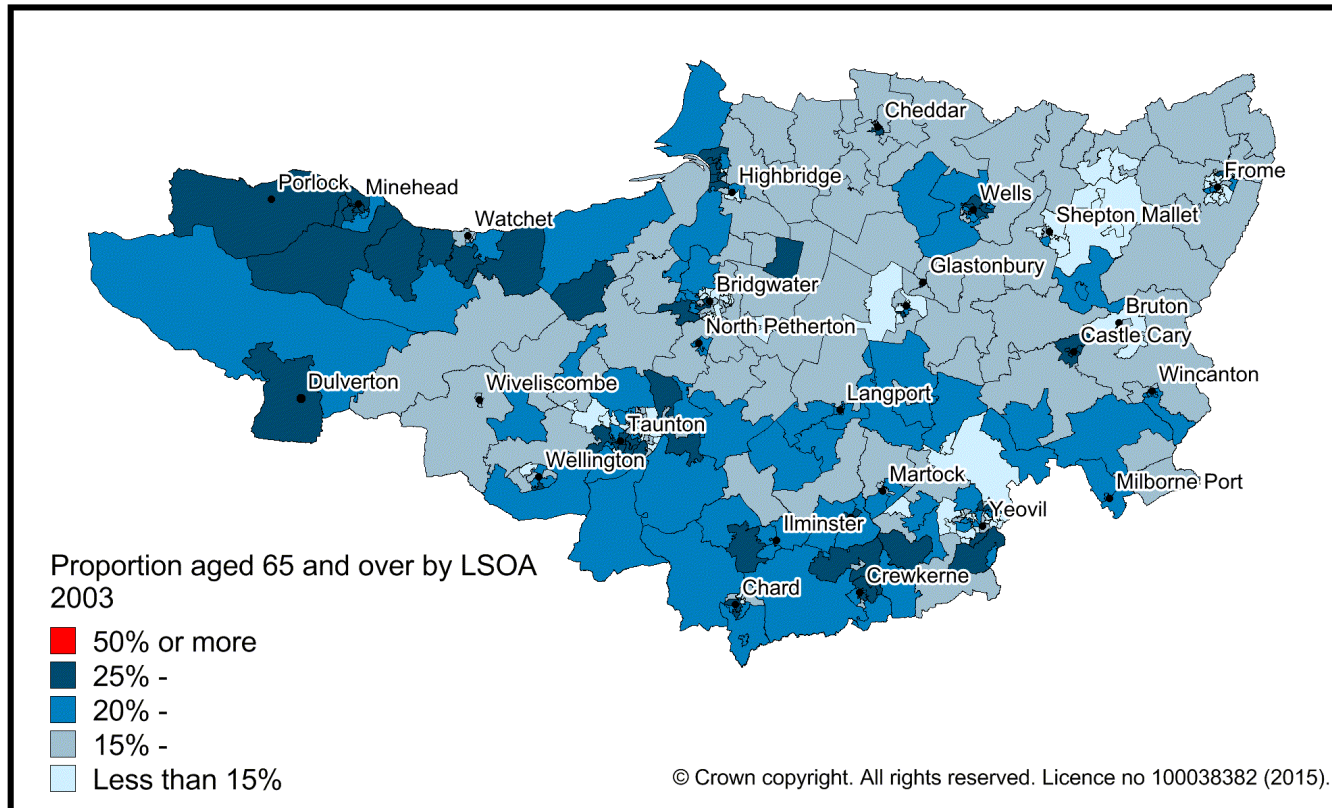 Cheddar
Porlock
Minehead
Highbridge
Frome
Wells
Watchet
Shepton Mallet
Glastonbury
Bridgwater
Bruton
North Petherton
Castle Cary
Dulverton
Wiveliscombe
Langport
Wincanton
Taunton
Wellington
Martock
Milborne Port
Yeovil
Ilminster
Chard
Crewkerne
Proportion aged 65 and over by LSOA
2003
50% or more
25% -
20% -
15% -
Less than 15%
© Crown copyright. All rights reserved. Licence no 100038382 (2015).